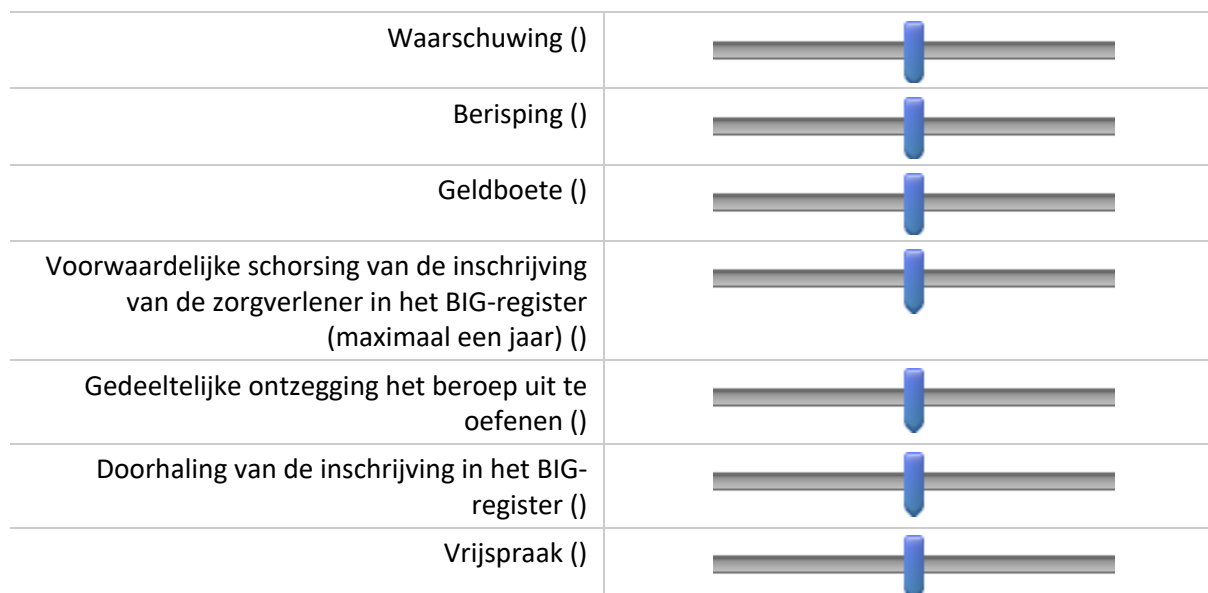 Waarschuwing ()
Berisping ()
Geldboete ()
Voorwaardelijke schorsing van de inschrijving
van de zorgverlener in het BIG-register
(maximaal een jaar) ()
Gedeeltelijke ontzegging het beroep uit te
oefenen ()
Doorhaling van de inschrijving in het BIG-
register ()
Vrijspraak ()